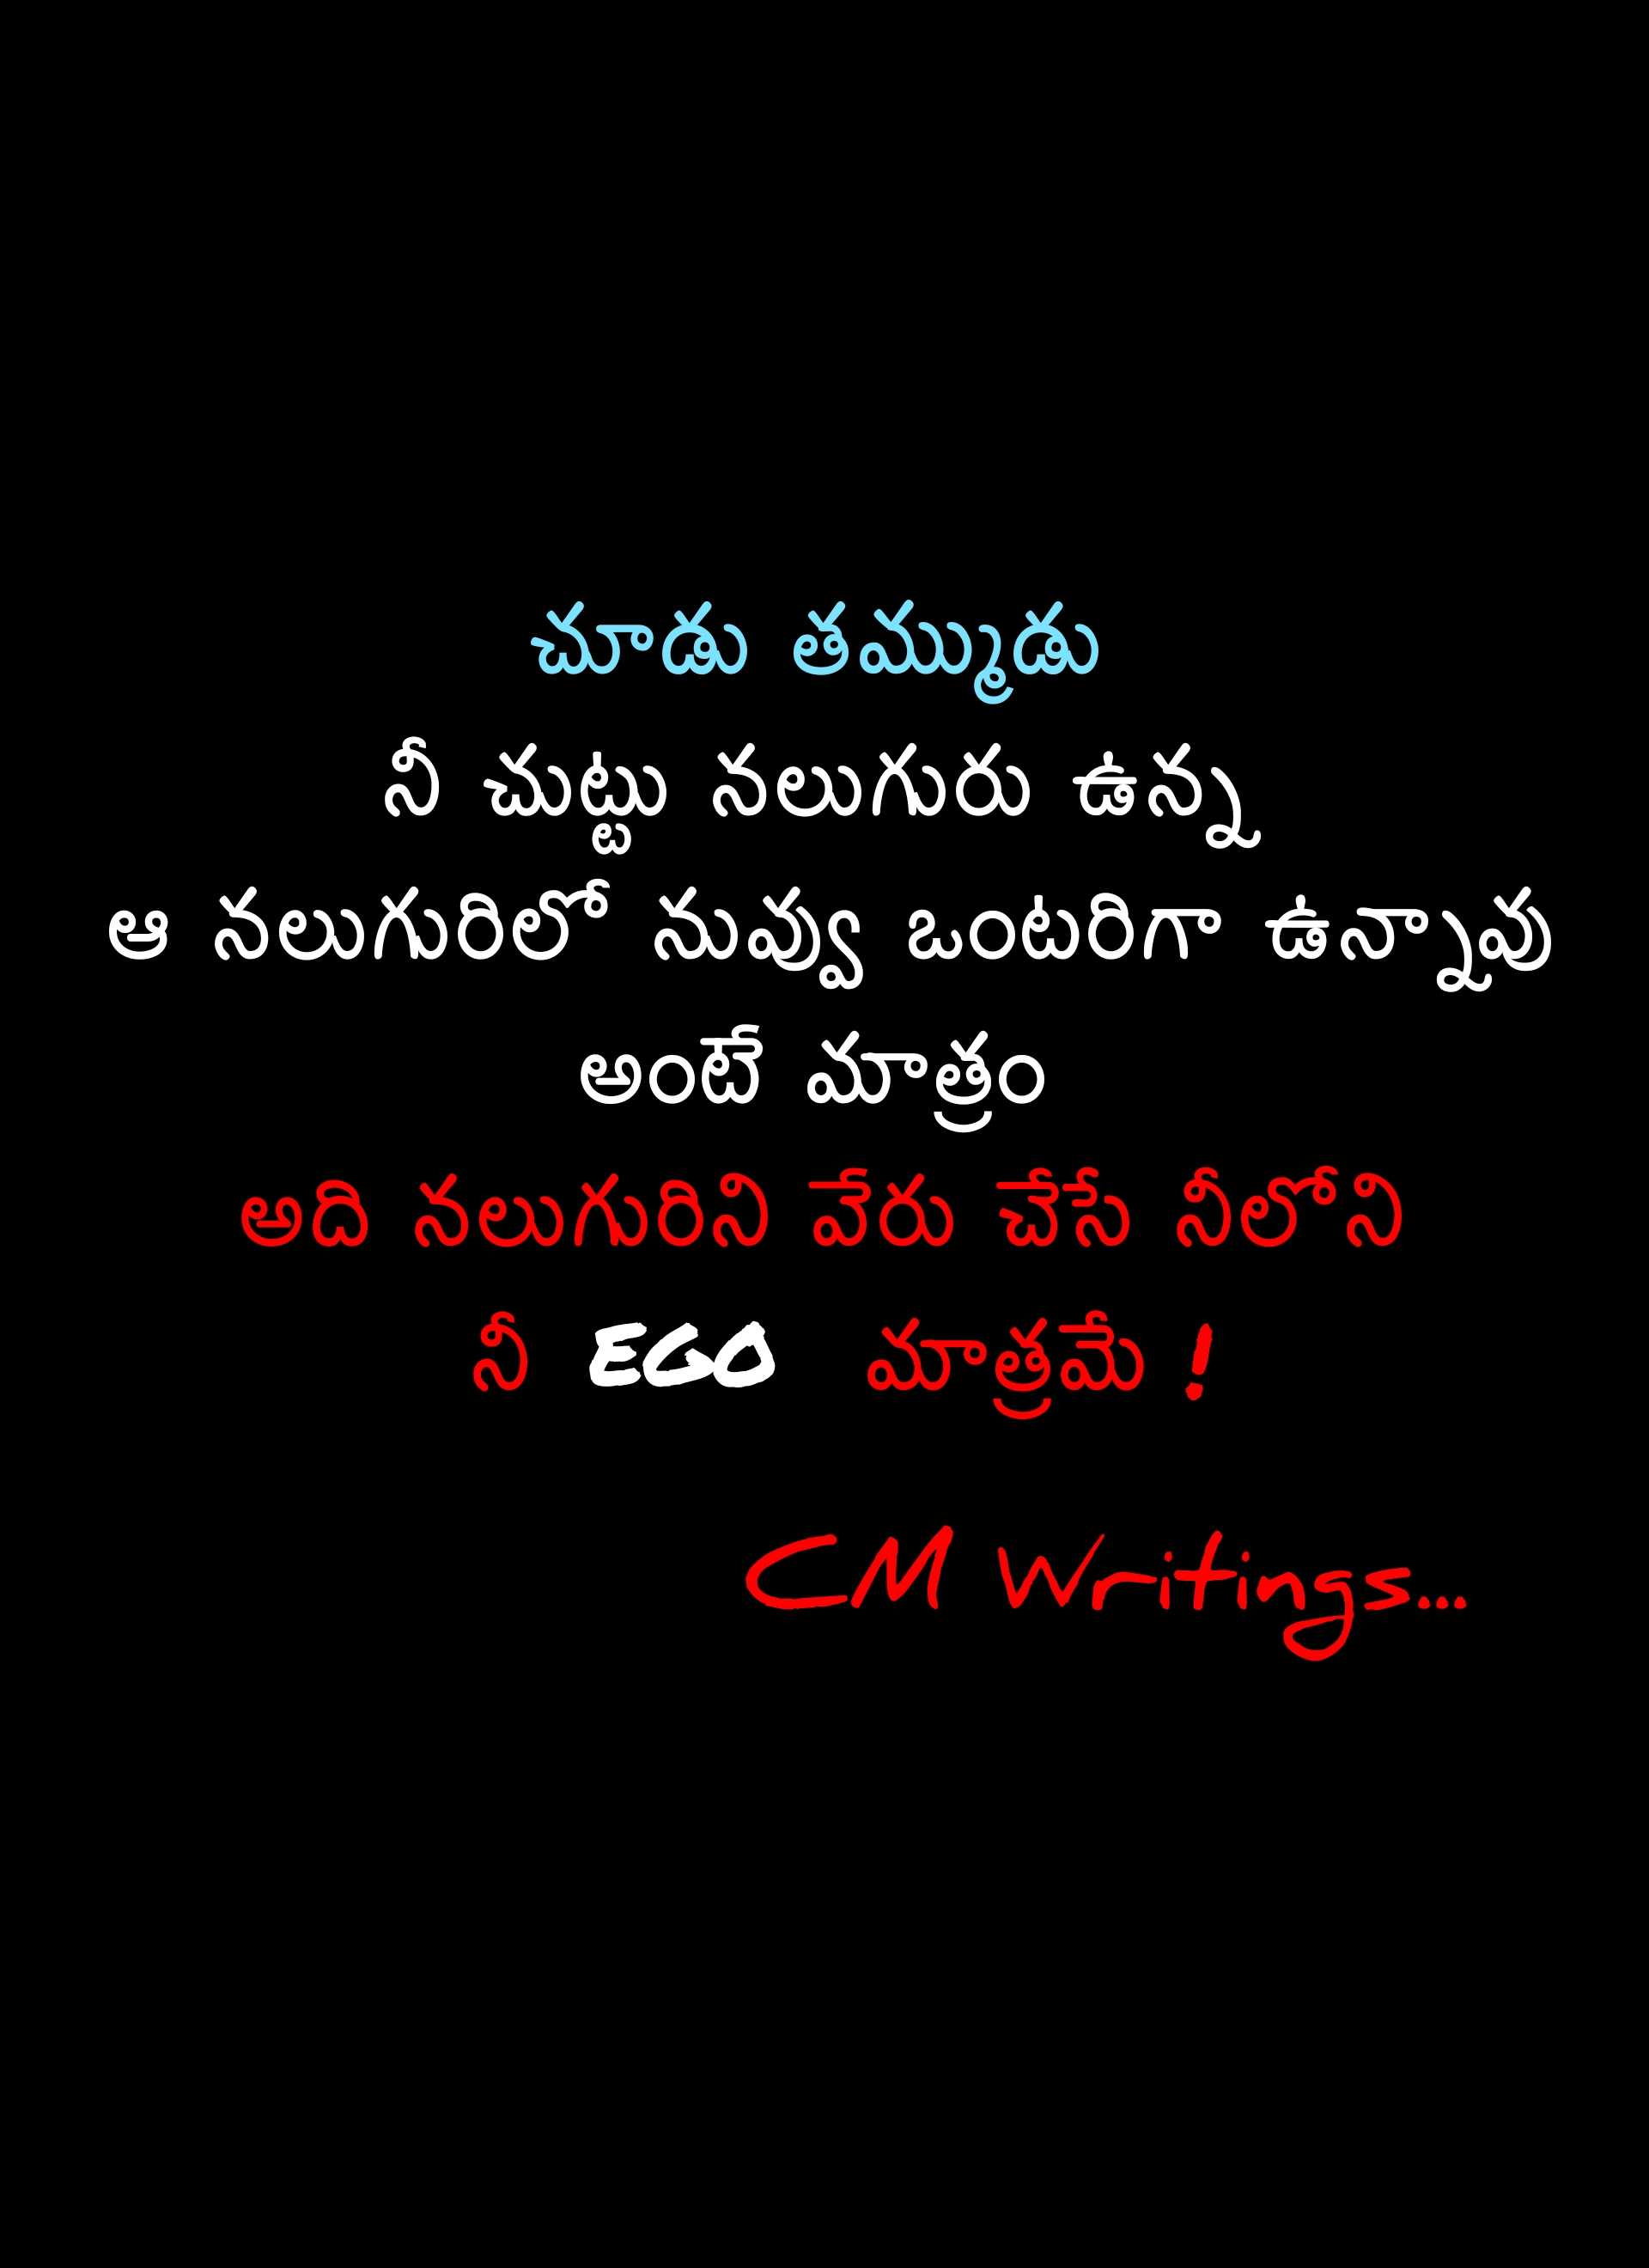 చూడు తమ్ముడు
నీ చుట్టు నలుగురు ఉన్న
ఆ నలుగురిలో నువ్వు ఒంటరిగా ఉన్నావు
అంటే మాత్రం
అది నలుగురిని వేరు చేసే నీలోని
నీ EGO మాత్రమే !
CM Writings...